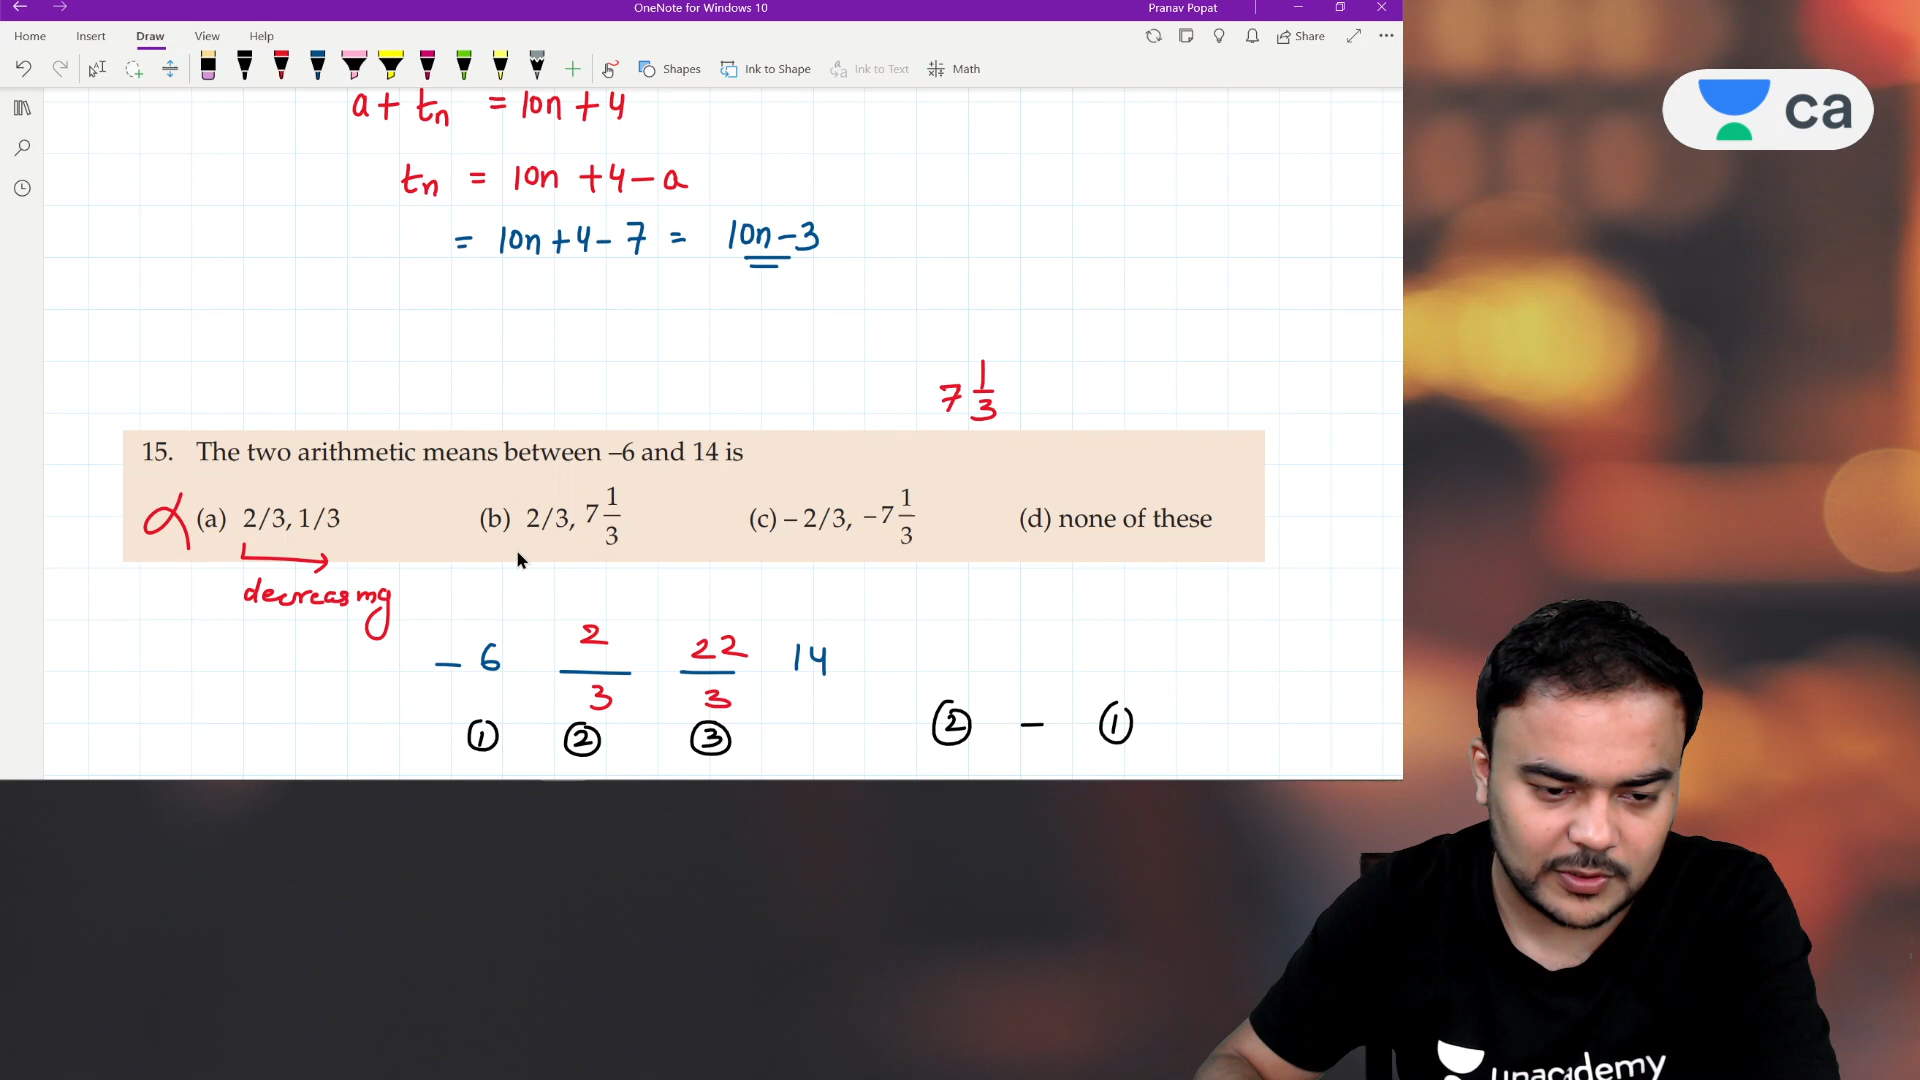 OneNote for Windows 10
Pranav Popat
Home Insert Draw View Help
Share
Shapes Ink to Shape Ink to Text Math
a + tn = 10n + 4
tn = 10n + 4 - a
= 10n + 4 - 7 = 10n - 3
7 1/3
15. The two arithmetic means between –6 and 14 is
(a) 2/3, 1/3 (b) 2/3, 7 1/3 (c) – 2/3, –7 1/3 (d) none of these
decreasing
- 6 2/3 22/3 14
① ② ③ ② - ①
ca
unacademy